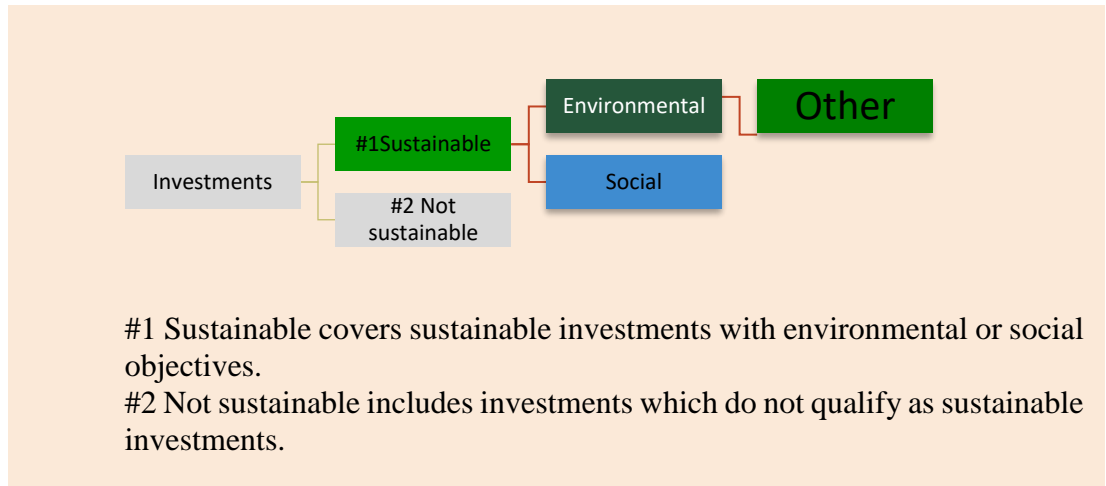 Environmental
Other
#1Sustainable
Investments
Social
#2 Not
sustainable
#1 Sustainable covers sustainable investments with environmental or social
objectives.
#2 Not sustainable includes investments which do not qualify as sustainable
investments.